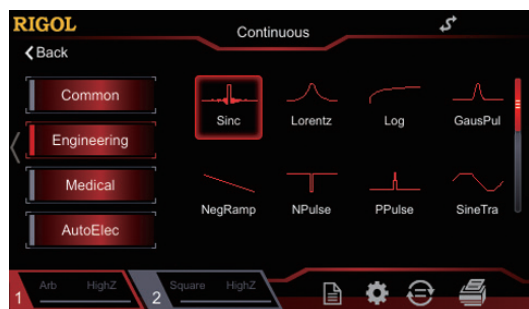 RIGOL
Continuous
Back
Common
Engineering
Medical
AutoElec
Sinc
Lorentz
Log
GausPul
NegRamp
NPulse
PPulse
SineTra
1
Arb
HighZ
2
Square
HighZ